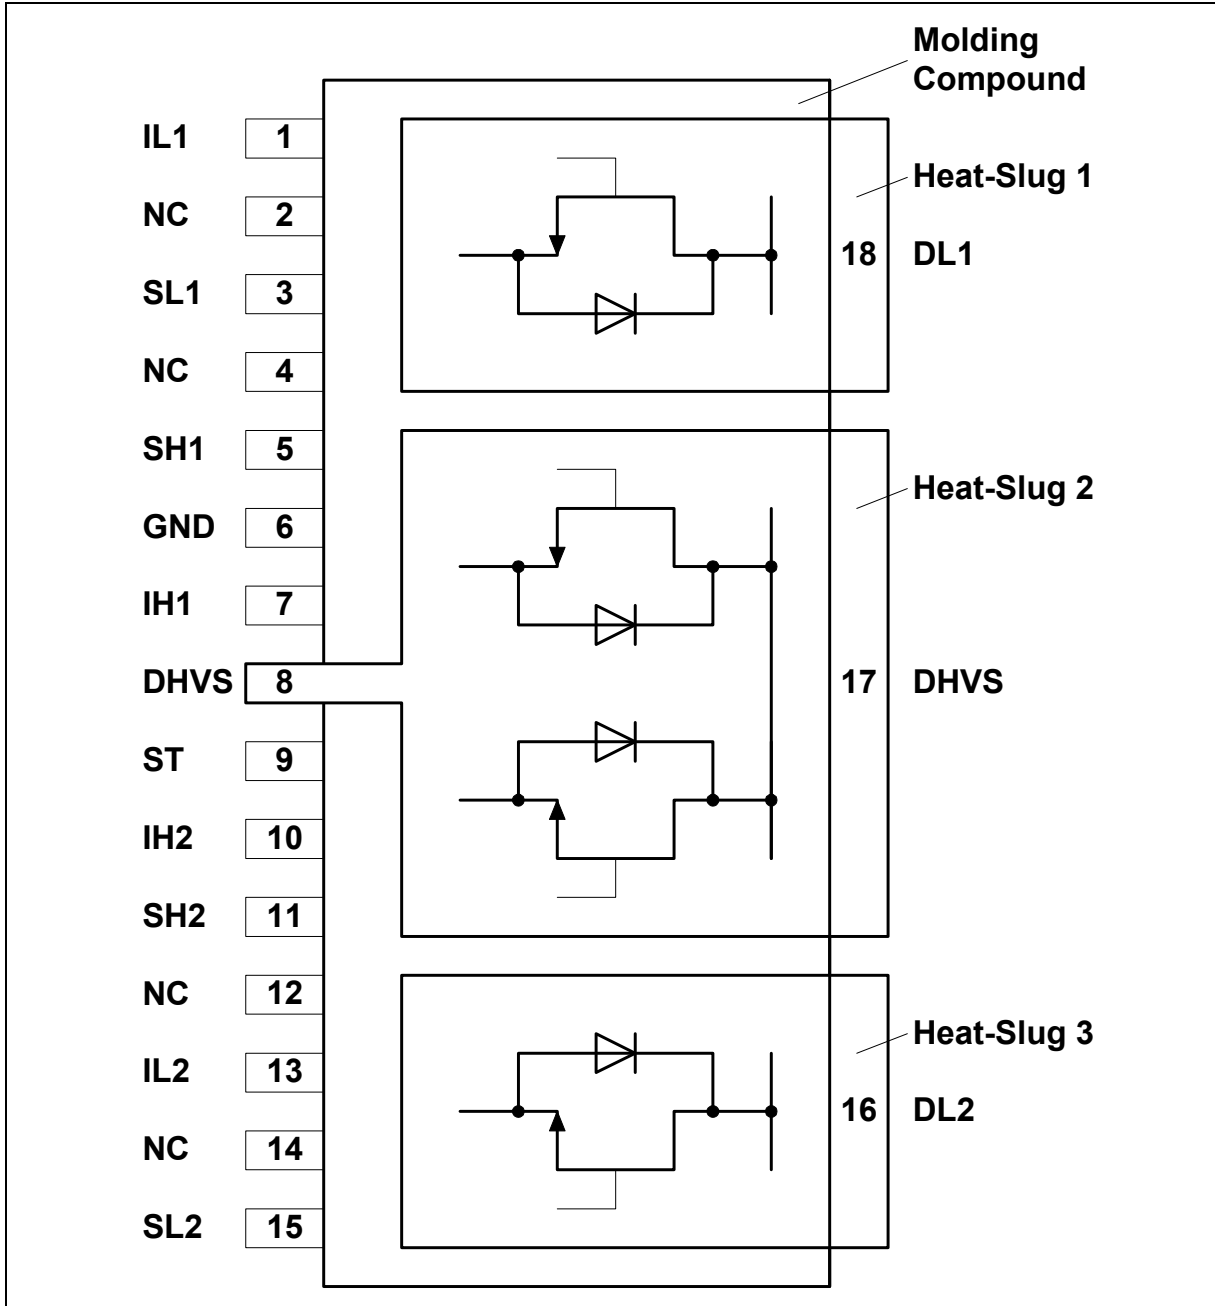 Molding
Compound
IL1 1
Heat-Slug 1
NC 2
18 DL1
SL1 3
NC 4
SH1 5
Heat-Slug 2
GND 6
IH1 7
DHVS 8 17 DHVS
ST 9
IH2 10
SH2 11
NC 12
Heat-Slug 3
IL2 13
16 DL2
NC 14
SL2 15